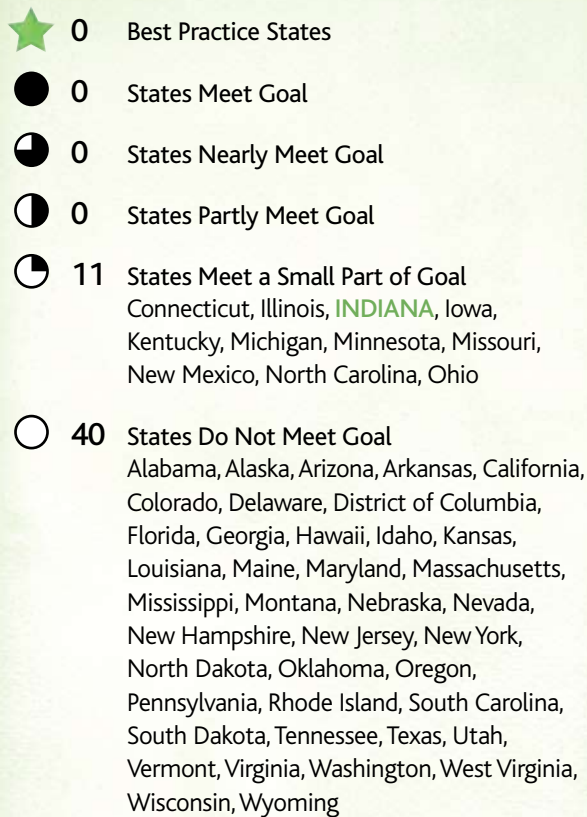 0 Best Practice States
0 States Meet Goal
0 States Nearly Meet Goal
0 States Partly Meet Goal
11 States Meet a Small Part of Goal
Connecticut, Illinois, INDIANA, Iowa,
Kentucky, Michigan, Minnesota, Missouri,
New Mexico, North Carolina, Ohio
40 States Do Not Meet Goal
Alabama, Alaska, Arizona, Arkansas, California,
Colorado, Delaware, District of Columbia,
Florida, Georgia, Hawaii, Idaho, Kansas,
Louisiana, Maine, Maryland, Massachusetts,
Mississippi, Montana, Nebraska, Nevada,
New Hampshire, New Jersey, New York,
North Dakota, Oklahoma, Oregon,
Pennsylvania, Rhode Island, South Carolina,
South Dakota, Tennessee, Texas, Utah,
Vermont, Virginia, Washington, West Virginia,
Wisconsin, Wyoming